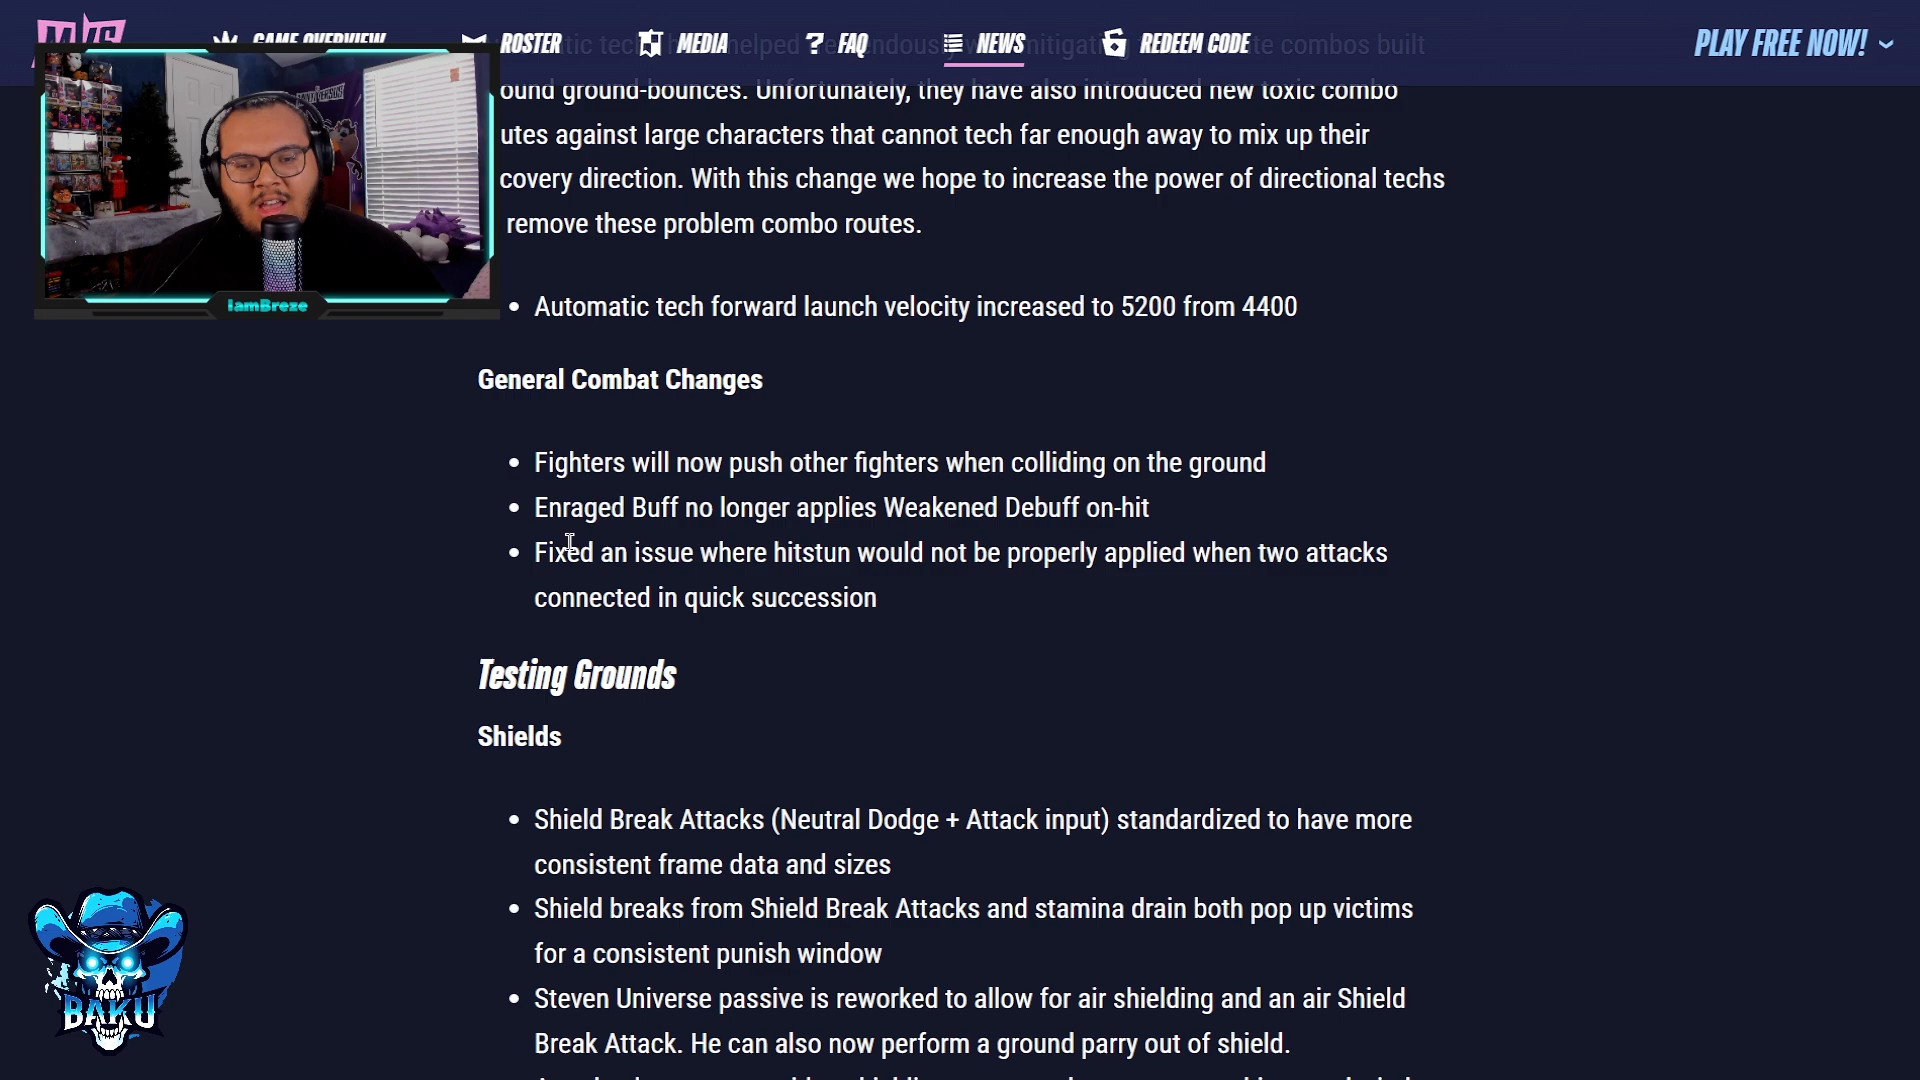 MVS
GAME OVERVIEW
ROSTER
MEDIA
? FAQ
NEWS
REDEEM CODE
PLAY FREE NOW!
helped
combos built
ound ground-bounces. Unfortunately, they have also introduced new toxic combo
utes against large characters that cannot tech far enough away to mix up their
covery direction. With this change we hope to increase the power of directional techs
remove these problem combo routes.
• Automatic tech forward launch velocity increased to 5200 from 4400
General Combat Changes
• Fighters will now push other fighters when colliding on the ground
• Enraged Buff no longer applies Weakened Debuff on-hit
• Fixed an issue where hitstun would not be properly applied when two attacks
connected in quick succession
Testing Grounds
Shields
• Shield Break Attacks (Neutral Dodge + Attack input) standardized to have more
consistent frame data and sizes
• Shield breaks from Shield Break Attacks and stamina drain both pop up victims
for a consistent punish window
• Steven Universe passive is reworked to allow for air shielding and an air Shield
Break Attack. He can also now perform a ground parry out of shield.
IamBreze
BAKU